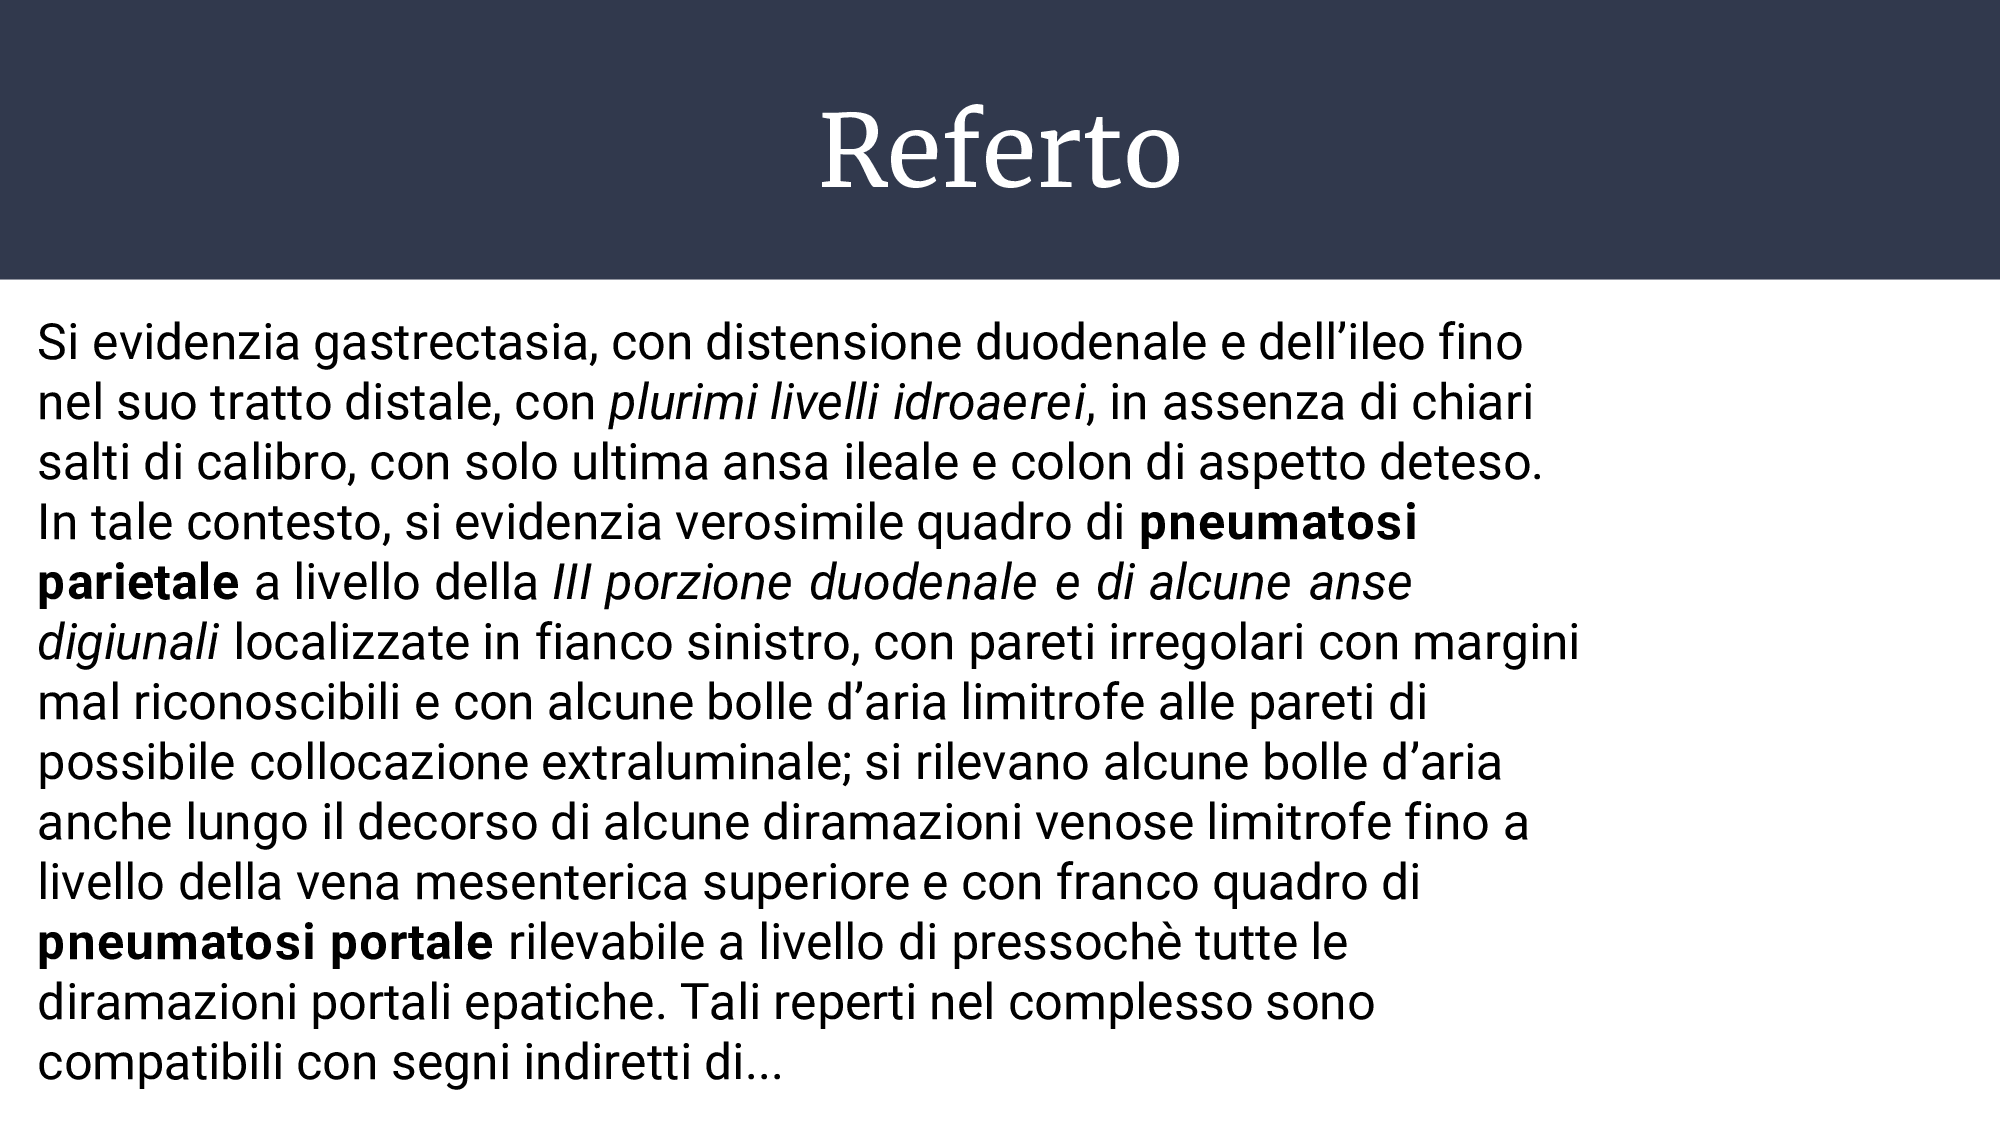 Referto
Si evidenzia gastrectasia, con distensione duodenale e dell’ileo fino
nel suo tratto distale, con plurimi livelli idroaerei, in assenza di chiari
salti di calibro, con solo ultima ansa ileale e colon di aspetto deteso.
In tale contesto, si evidenzia verosimile quadro di pneumatosi
parietale a livello della III porzione duodenale e di alcune anse
digiunali localizzate in fianco sinistro, con pareti irregolari con margini
mal riconoscibili e con alcune bolle d’aria limitrofe alle pareti di
possibile collocazione extraluminale; si rilevano alcune bolle d’aria
anche lungo il decorso di alcune diramazioni venose limitrofe fino a
livello della vena mesenterica superiore e con franco quadro di
pneumatosi portale rilevabile a livello di pressochè tutte le
diramazioni portali epatiche. Tali reperti nel complesso sono
compatibili con segni indiretti di...